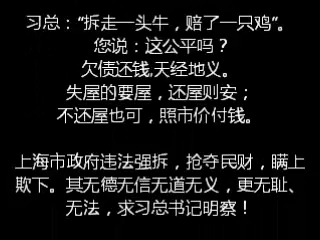 习总：“拆走一头牛，赔了一只鸡”。
您说：这公平吗？
欠债还钱,天经地义。
失屋的要屋，还屋则安；
不还屋也可，照市价付钱。
上海市政府违法强拆，抢夺民财，瞒上
欺下。其无德无信无道无义，更无耻、
无法，求习总书记明察！